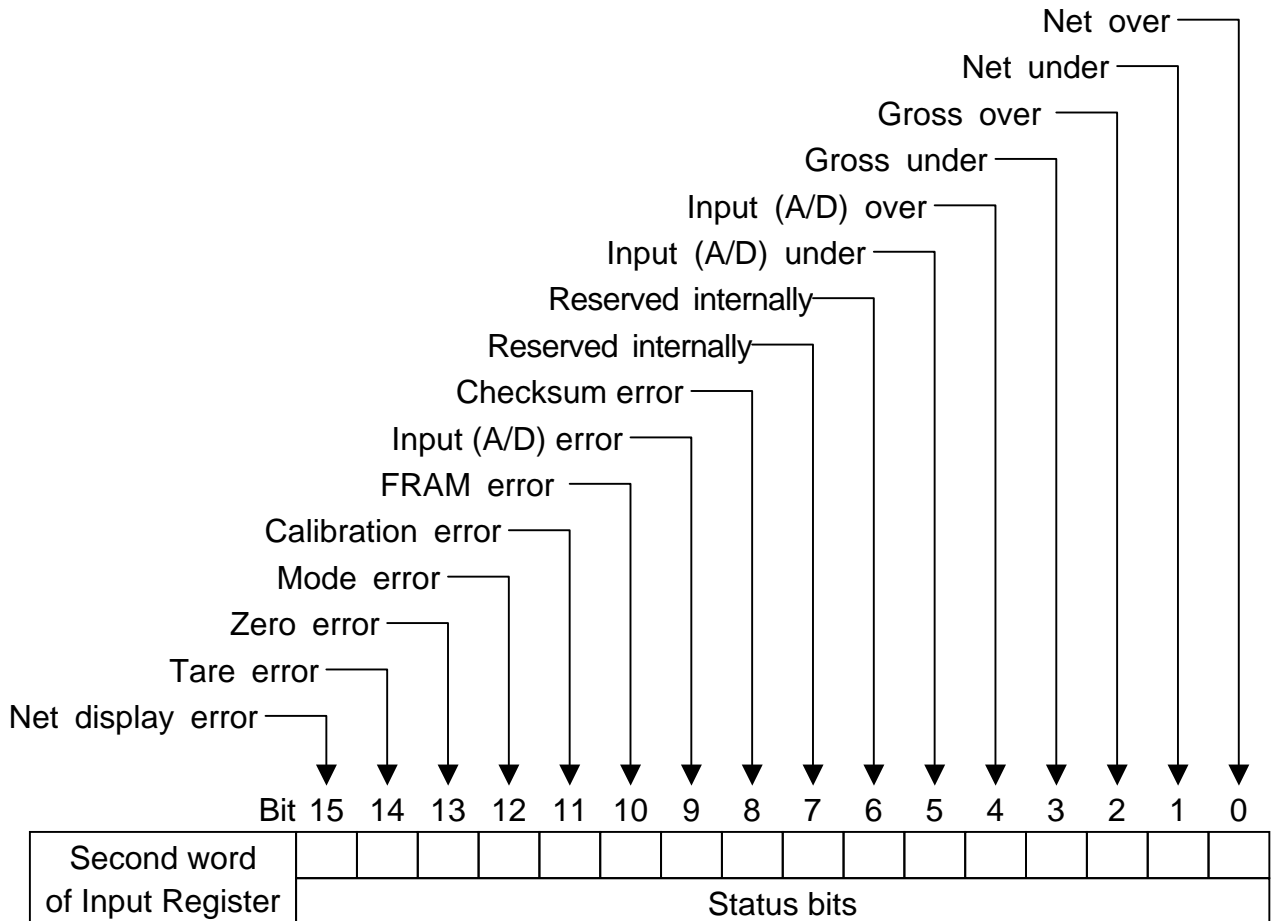 Net over
Net under
Gross over
Gross under
Input (A/D) over
Input (A/D) under
Reserved internally
Reserved internally
Checksum error
Input (A/D) error
FRAM error
Calibration error
Mode error
Zero error
Tare error
Net display error
Bit 15 14 13 12 11 10 9 8 7 6 5 4 3 2 1 0
Second word
of Input Register
Status bits